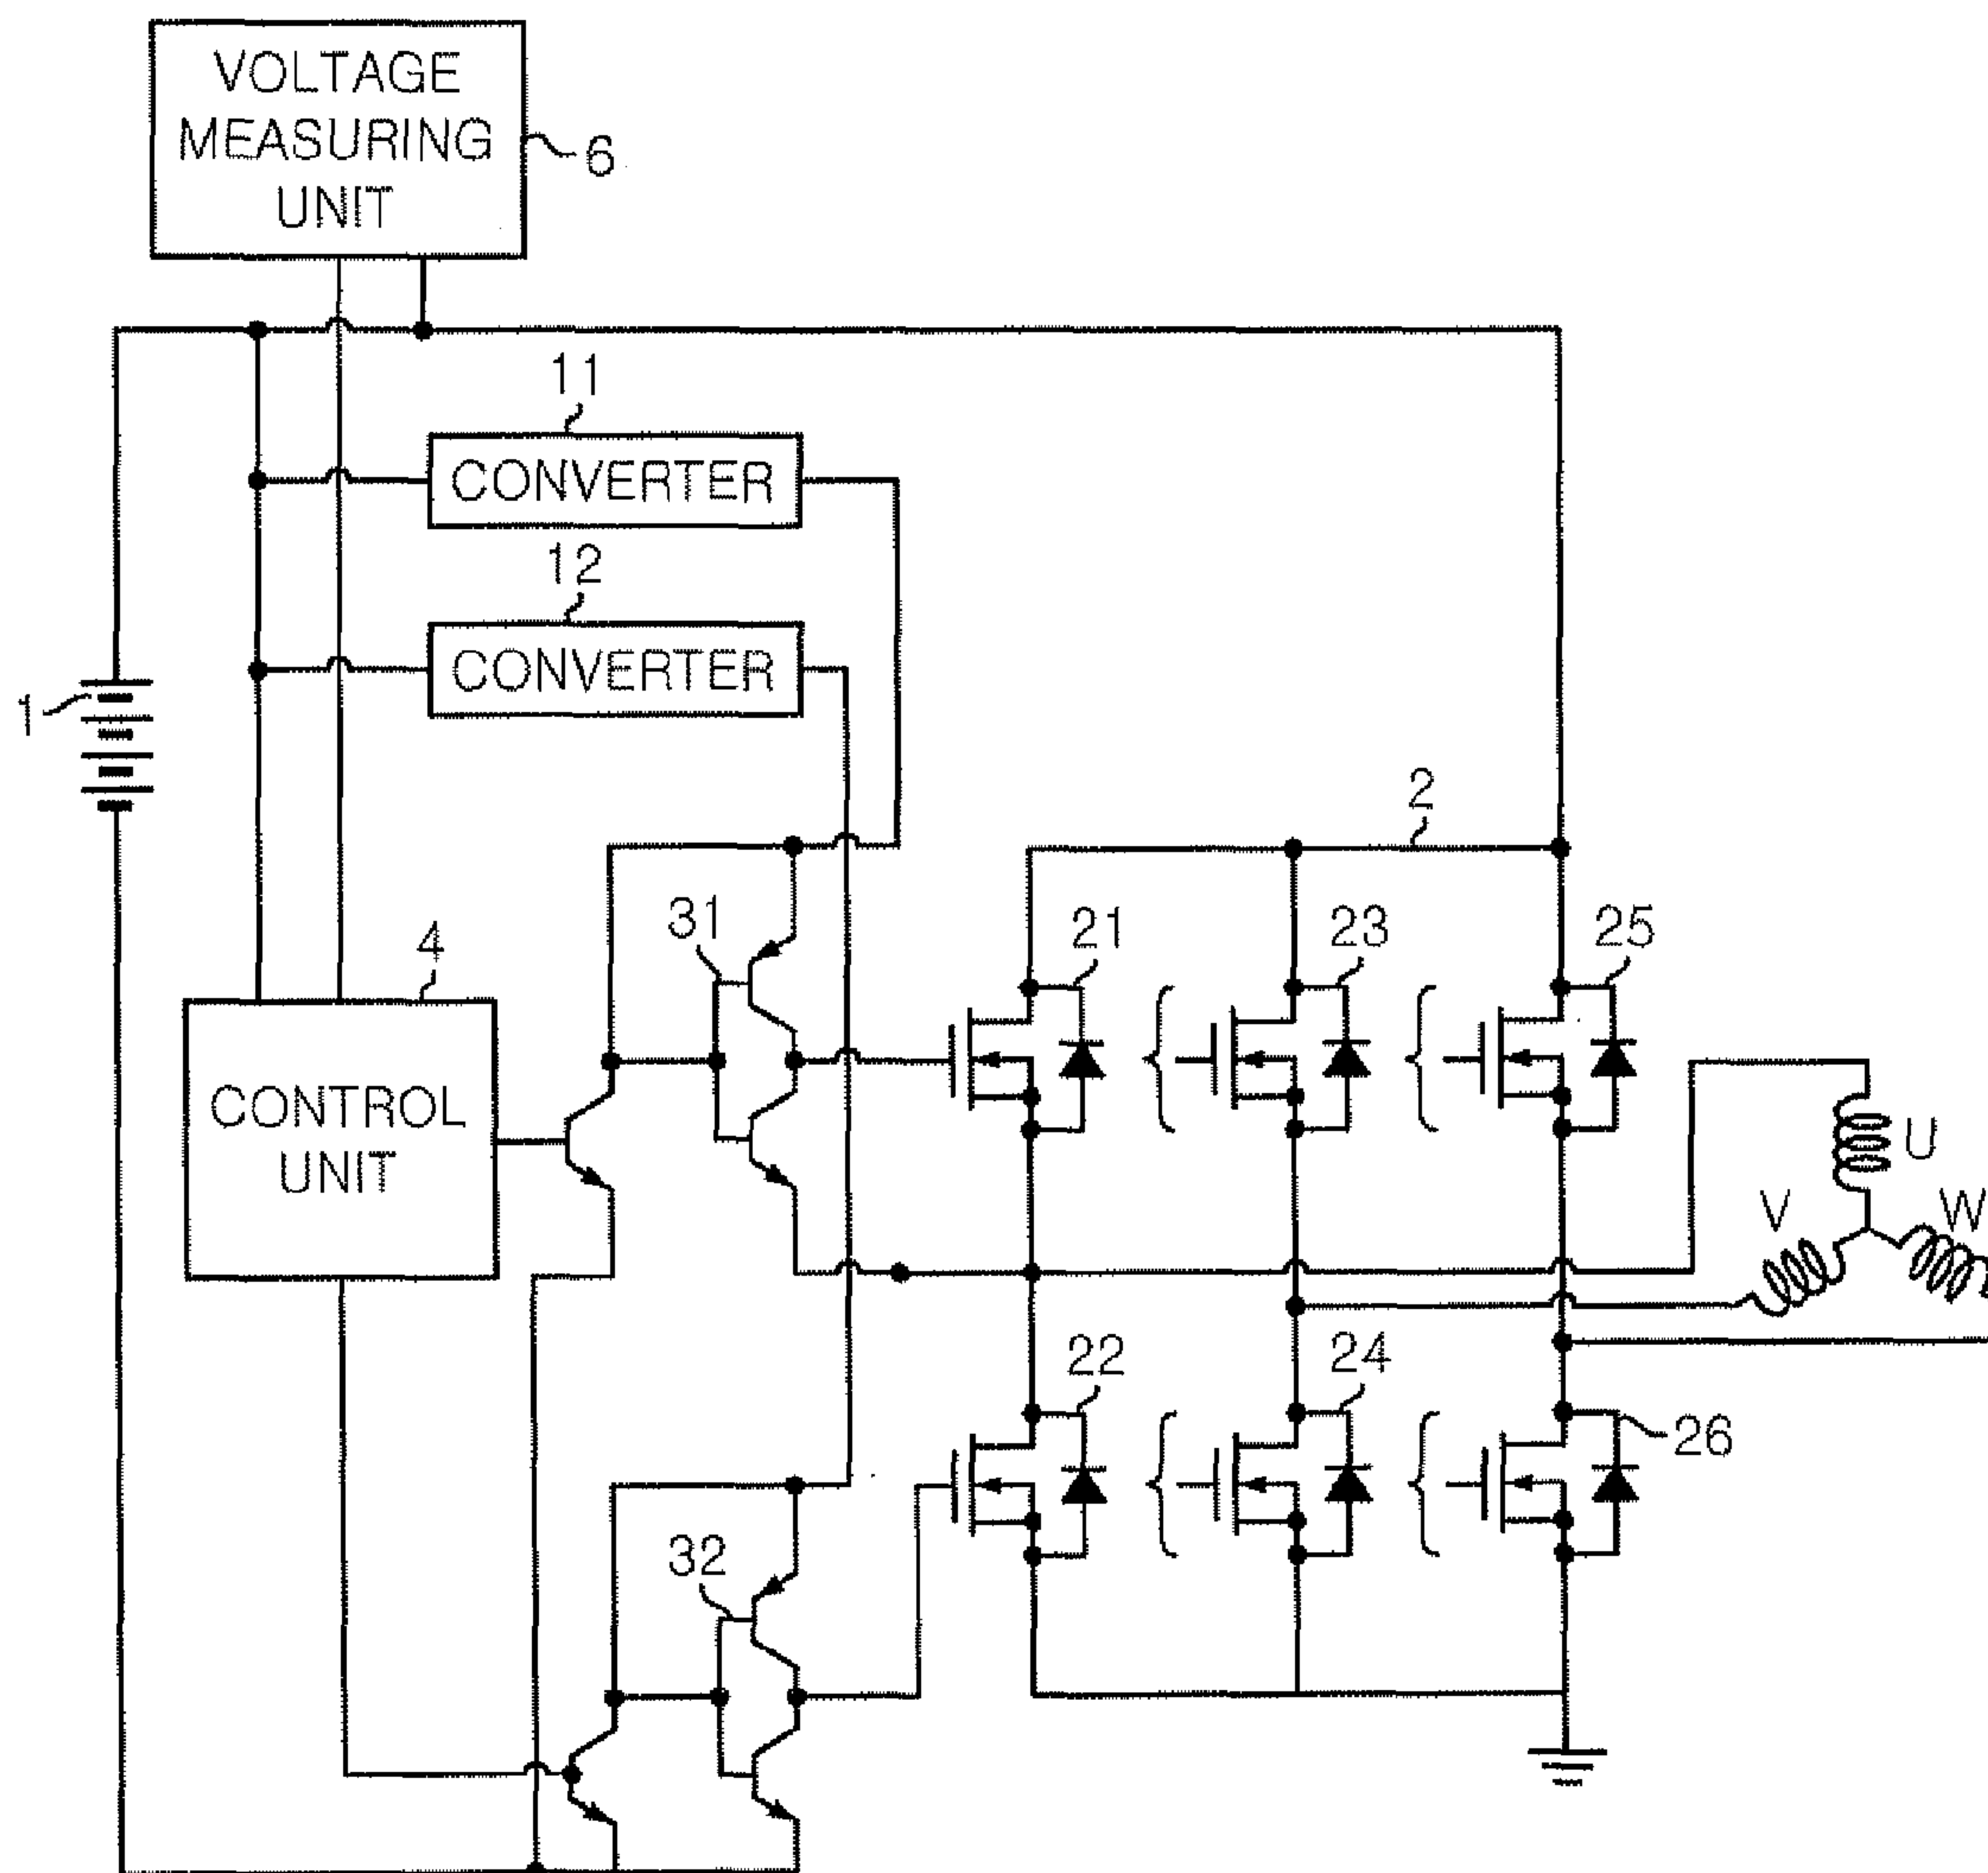 VOLTAGE
MEASURING
UNIT
6
11
CONVERTER
12
CONVERTER
1
2
4
31
21
23
25
CONTROL
UNIT
U
V
W
22
24
26
32